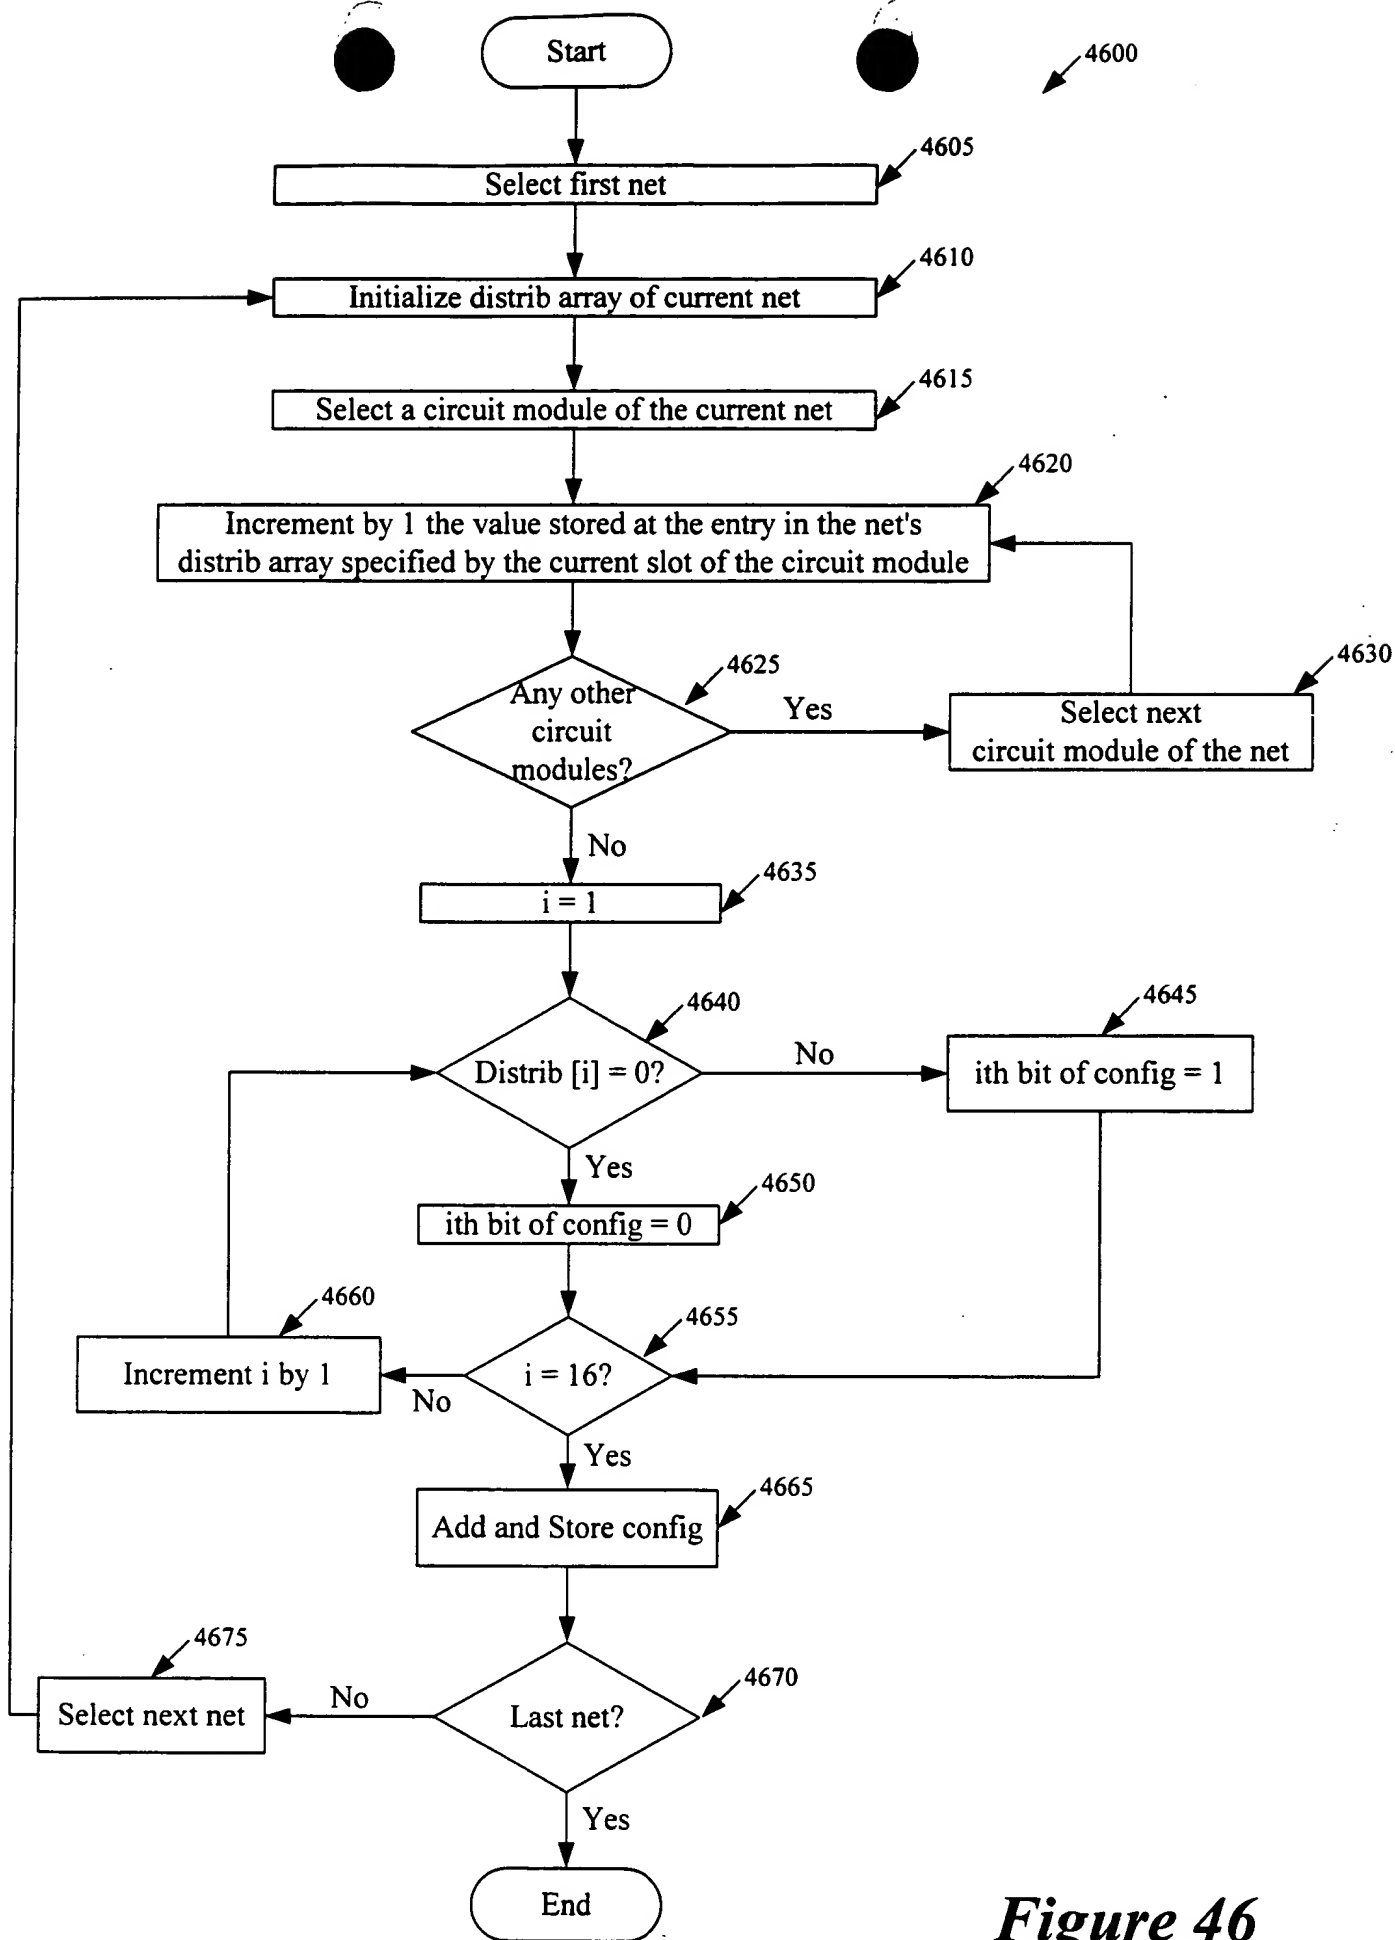 Start
4600
4605
Select first net
4610
Initialize distrib array of current net
4615
Select a circuit module of the current net
4620
Increment by 1 the value stored at the entry in the net's
distrib array specified by the current slot of the circuit module
4625
Any other
circuit
modules?
Yes
4630
Select next
circuit module of the net
No
4635
i = 1
4640
Distrib [i] = 0?
No
4645
ith bit of config = 1
Yes
4650
ith bit of config = 0
4660
Increment i by 1
4655
i = 16?
No
Yes
4665
Add and Store config
4675
Select next net
No
4670
Last net?
Yes
End
Figure 46